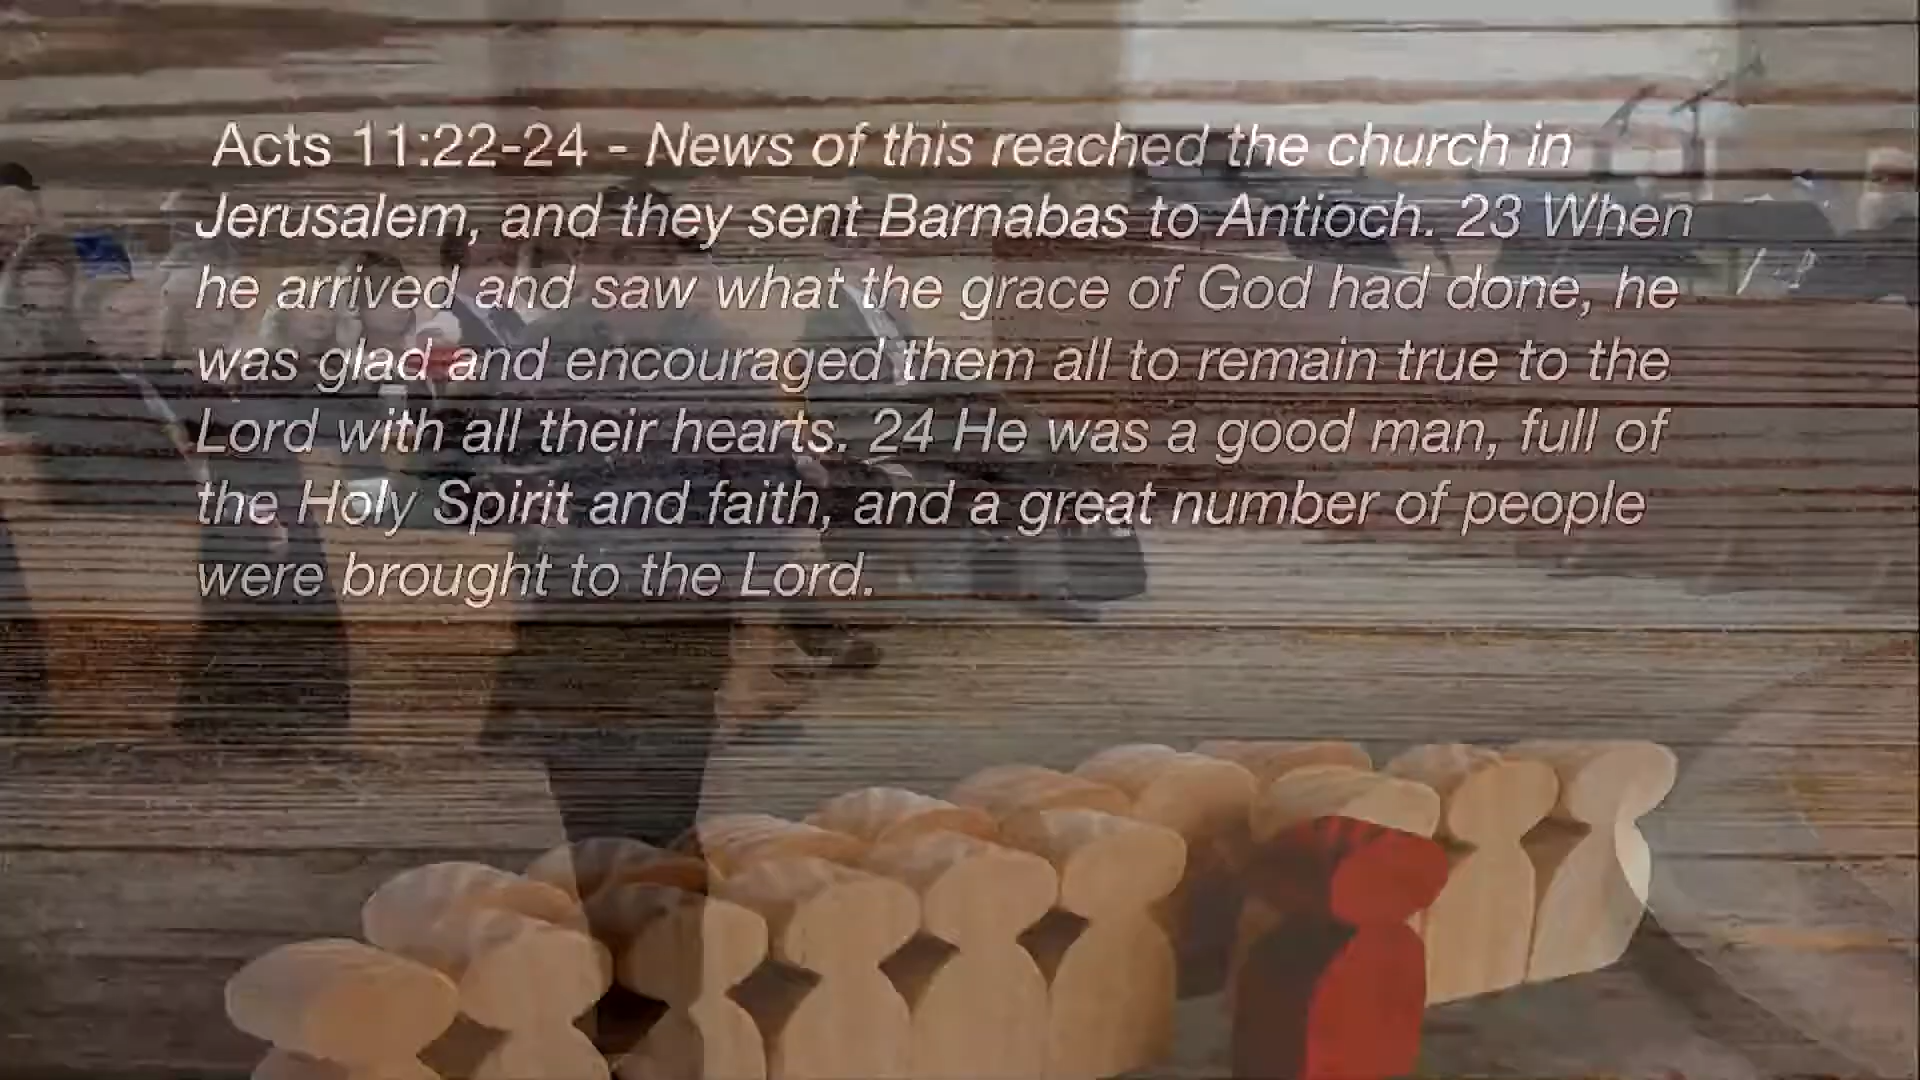 Acts 11:22-24 - News of this reached the church in
Jerusalem, and they sent Barnabas to Antioch. 23 When
he arrived and saw what the grace of God had done, he
was glad and encouraged them all to remain true to the
Lord with all their hearts. 24 He was a good man, full of
the Holy Spirit and faith, and a great number of people
were brought to the Lord.